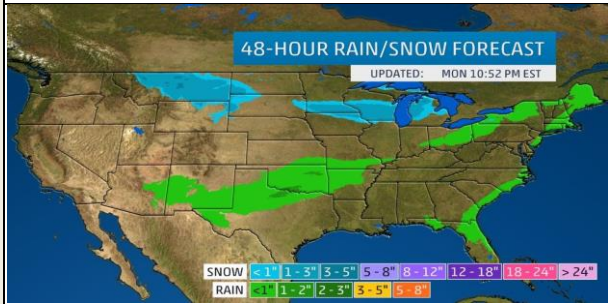 48-HOUR RAIN/SNOW FORECAST
UPDATED: MON 10:52 PM EST
SNOW <1" 1 - 3" 3 - 5" 5 - 8" 8 - 12" 12 - 18" 18 - 24" > 24"
RAIN <1" 1 - 2" 2 - 3" 3 - 5" 5 - 8"